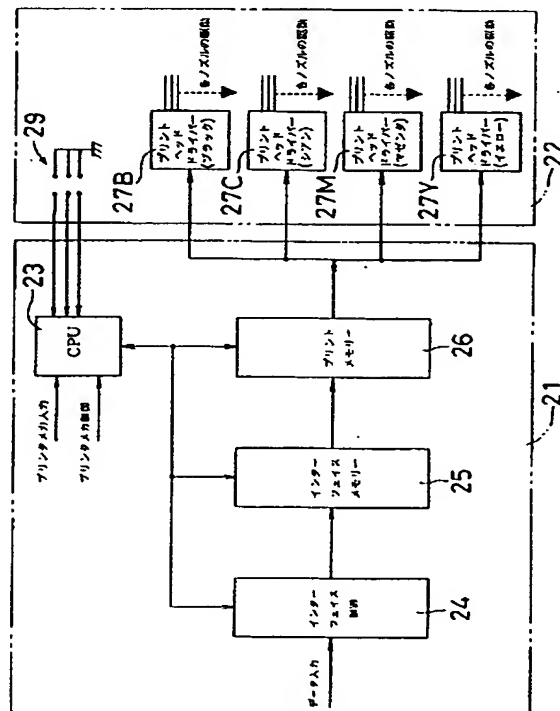 29
23
CPU
プリンタメカ入力
プリンタメカ制御
27B
プリント
ヘッド
ドライバー
(ブラック)
各ノズルの駆動
27C
プリント
ヘッド
ドライバー
(シアン)
各ノズルの駆動
27M
プリント
ヘッド
ドライバー
(マゼンタ)
各ノズルの駆動
27Y
プリント
ヘッド
ドライバー
(イエロー)
各ノズルの駆動
22
プリント
メモリー
26
インター
フェイス
メモリー
25
インター
フェイス
制御
24
データ入力
21